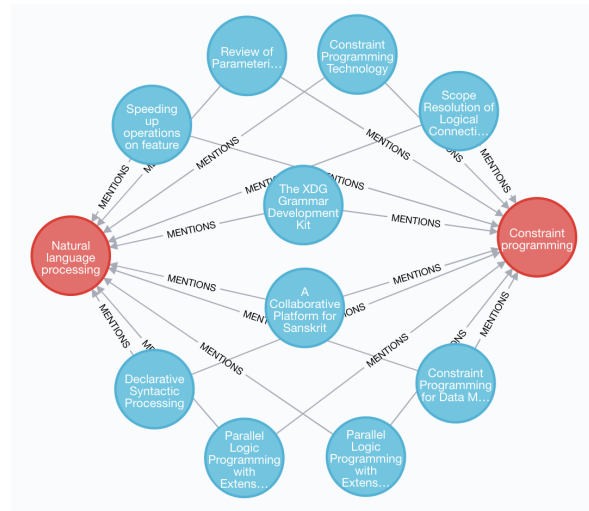 Review of
Parameteri...
Constraint
Programming
Technology
Scope
Resolution of
Logical
Connecti...
Speeding
up
operations
on feature
MENTIONS
MENTIONS
MENTIONS
MENTIONS
MENTIONS
MENTIONS
The XDG
Grammar
Development
Kit
MENTIONS
MENTIONS
Natural
language
processing
Constraint
programming
MENTIONS
MENTIONS
A
Collaborative
Platform for
Sanskrit
MENTIONS
MENTIONS
MENTIONS
MENTIONS
Declarative
Syntactic
Processing
Constraint
Programming
for Data M...
Parallel
Logic
Programming
with
Extens...
Parallel
Logic
Programming
with
Extens...